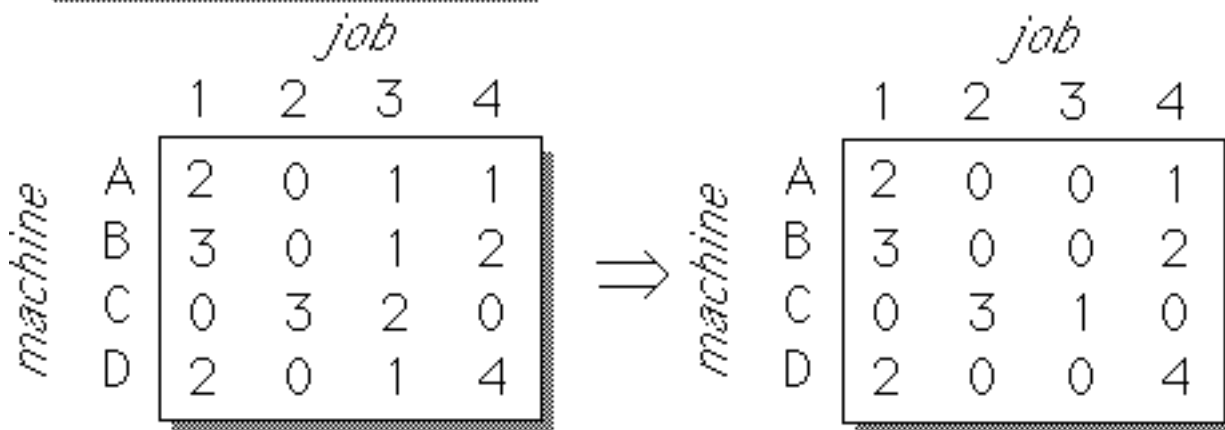 job job
1 2 3 4 1 2 3 4
machine machine
A 2 0 1 1 A 2 0 0 1
B 3 0 1 2 B 3 0 0 2
C 0 3 2 0 ⇒ C 0 3 1 0
D 2 0 1 4 D 2 0 0 4